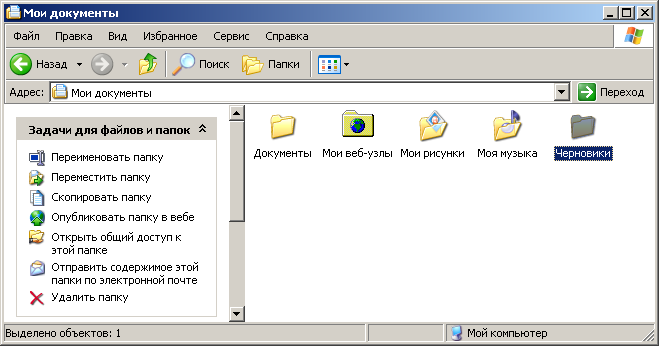 Мои документы
Файл Правка Вид Избранное Сервис Справка
Назад Поиск Папки
Адрес: Мои документы Переход
Задачи для файлов и папок
Переименовать папку
Переместить папку
Скопировать папку
Опубликовать папку в вебе
Открыть общий доступ к
этой папке
Отправить содержимое этой
папки по электронной почте
Удалить папку
Документы Мои веб-узлы Мои рисунки Моя музыка Черновики
Выделено объектов: 1 Мой компьютер